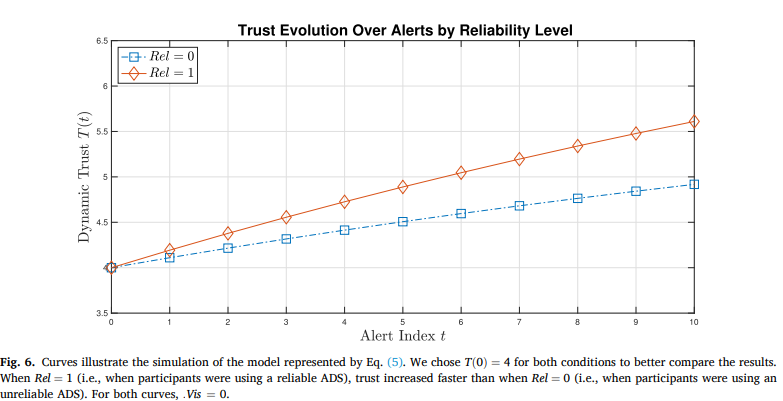 Trust Evolution Over Alerts by Reliability Level
6.5
Rel = 0
Rel = 1
6
5.5
5
4.5
4
3.5
Dynamic Trust T(t)
0 1 2 3 4 5 6 7 8 9 10
Alert Index t
Fig. 6. Curves illustrate the simulation of the model represented by Eq. (5). We chose T(0) = 4 for both conditions to better compare the results.
When Rel = 1 (i.e., when participants were using a reliable ADS), trust increased faster than when Rel = 0 (i.e., when participants were using an
unreliable ADS). For both curves, .Vis = 0.